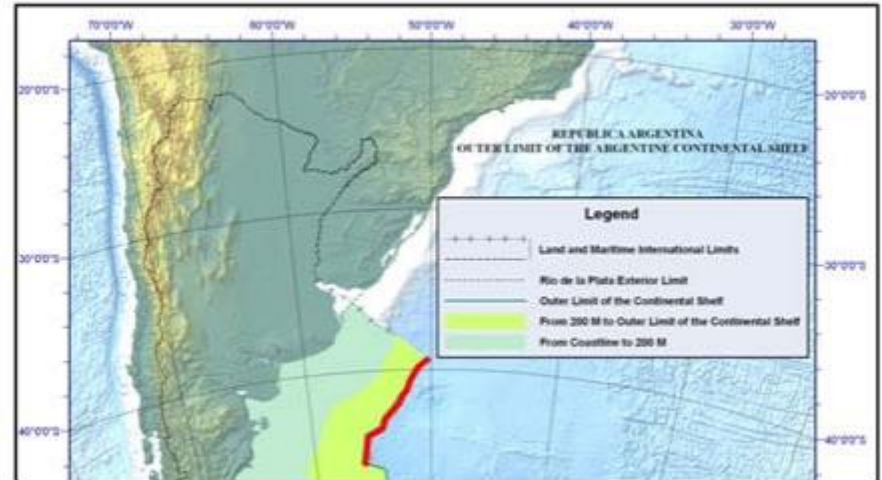 70°0'0"W 60°0'0"W 50°0'0"W 40°0'0"W 30°0'0"W
20°0'0"S 20°0'0"S
REPUBLICA ARGENTINA
OUTER LIMIT OF THE ARGENTINE CONTINENTAL SHELF
Legend
Land and Maritime International Limits
30°0'0"S 30°0'0"S
Rio de la Plata Exterior Limit
Outer Limit of the Continental Shelf
From 200 M to Outer Limit of the Continental Shelf
From Coastline to 200 M
40°0'0"S 40°0'0"S